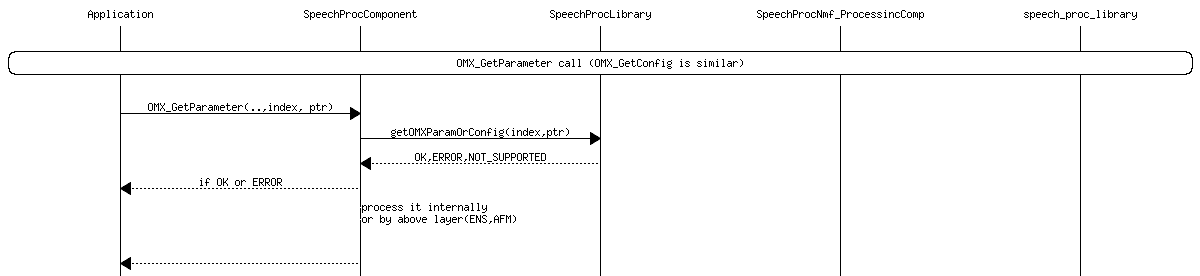 Application SpeechProcComponent SpeechProcLibrary SpeechProcNmf_ProcessincComp speech_proc_library
OMX_GetParameter call (OMX_GetConfig is similar)
OMX_GetParameter(..,index, ptr)
getOMXParamOrConfig(index,ptr)
OK,ERROR,NOT_SUPPORTED
if OK or ERROR
process it internally
or by above layer(ENS,AFM)